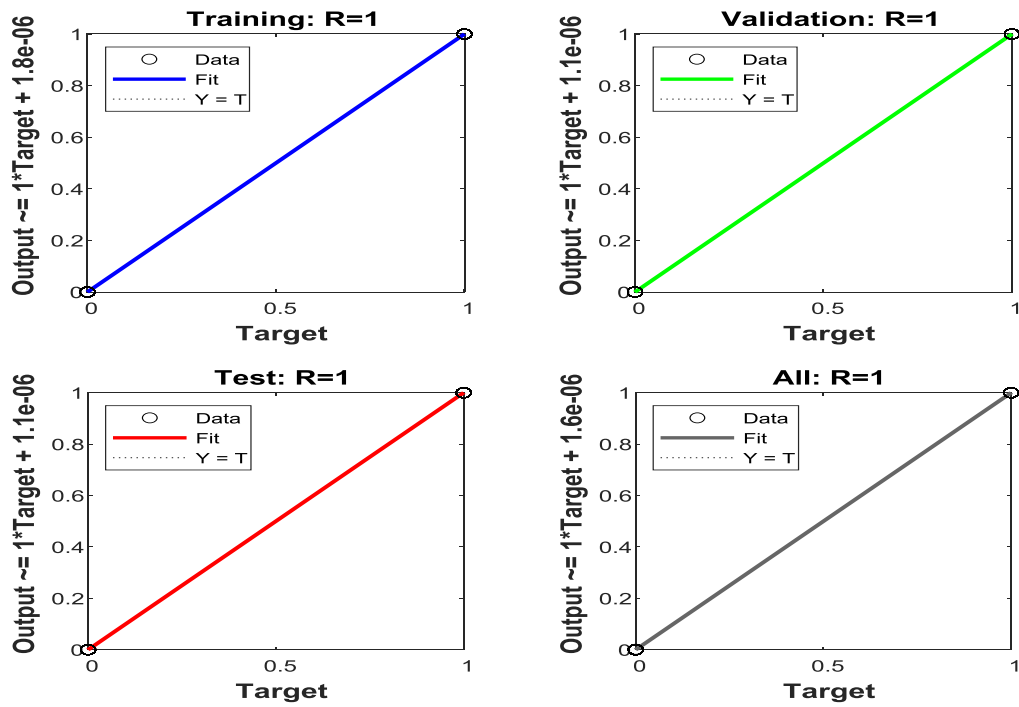 Training: R=1
Output ~= 1*Target + 1.8e-06
1
0.8
0.6
0.4
0.2
0
Data
Fit
Y = T
0
0.5
1
Target
Validation: R=1
Output ~= 1*Target + 1.1e-06
1
0.8
0.6
0.4
0.2
0
Data
Fit
Y = T
0
0.5
1
Target
Test: R=1
Output ~= 1*Target + 1.1e-06
1
0.8
0.6
0.4
0.2
0
Data
Fit
Y = T
0
0.5
1
Target
All: R=1
Output ~= 1*Target + 1.6e-06
1
0.8
0.6
0.4
0.2
0
Data
Fit
Y = T
0
0.5
1
Target